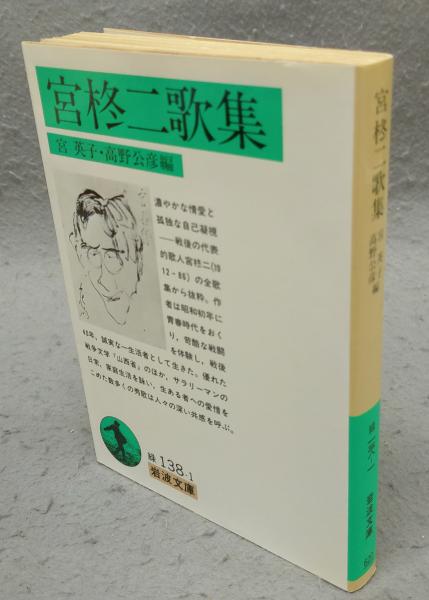 宮柊二歌集
宮 英子・高野公彦編
濃やかな情愛と
孤独な自己凝視
――戦後の代表
的歌人宮柊二(19
12-86)の全歌
集から抜粋。作
者は昭和初年に
青春時代をおく
り、苛酷な戦闘
を体験し、戦後
40年、誠実な一生活者として生きた。優れた
戦争文学「山西省」のほか、サラリーマンの
日常、家庭生活を詠い、生ある者への愛情を
こめた数多くの秀歌は人々の深い共感を呼ぶ。
緑138-1
岩波文庫
宮柊二歌集
宮 英子
高野公彦 編
岩波文庫